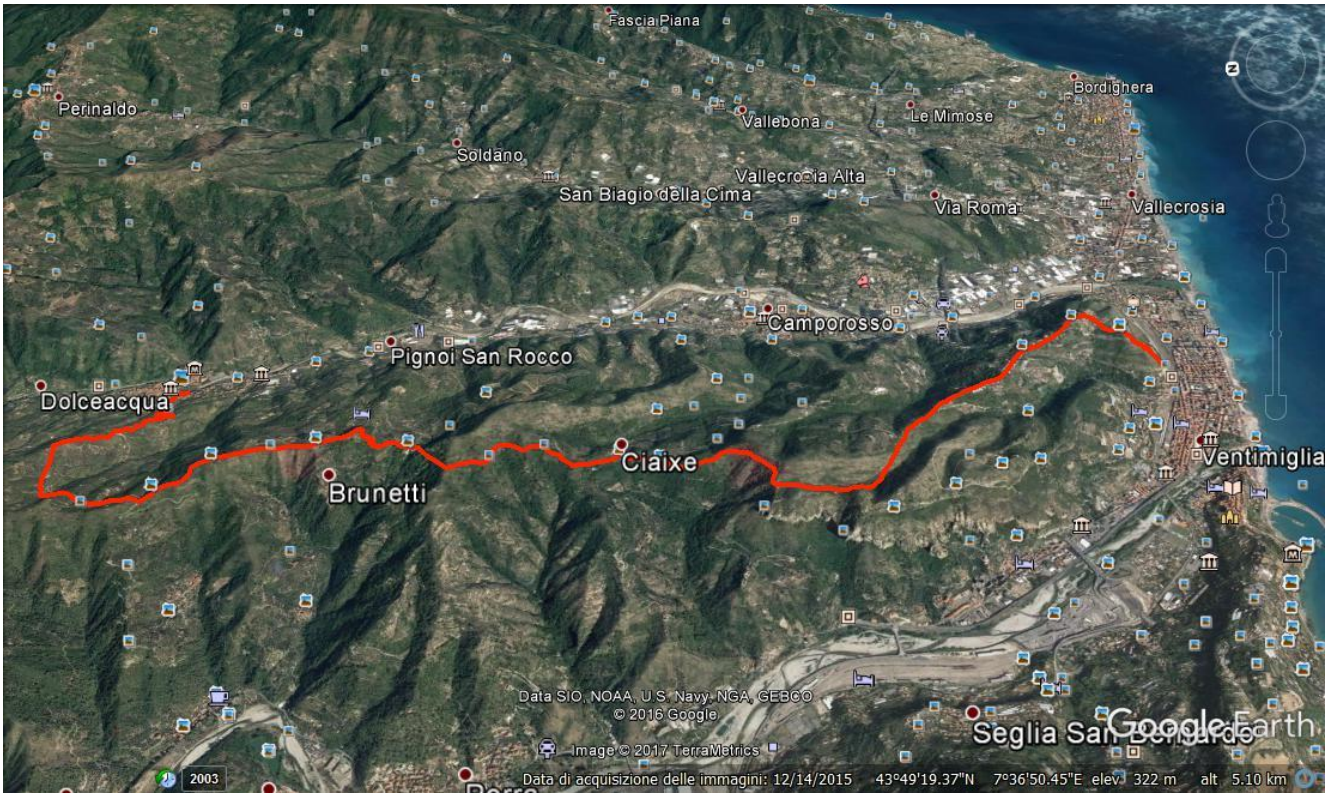 Fascia Piana
Bordighera
Perinaldo
Vallebona
Le Mimose
Soldano
Vallecrosia Alta
San Biagio della Cima
Via Roma
Vallecrosia
Camporosso
Pignoi San Rocco
Dolceacqua
Ciaixe
Ventimiglia
Brunetti
Data SIO, NOAA, U.S. Navy, NGA, GEBCO
© 2016 Google
Seglia San Bernardo
Google Earth
Image © 2017 TerraMetrics
2003
Data di acquisizione delle immagini: 12/14/2015 43°49'19.37"N 7°36'50.45"E elev 322 m alt 5.10 km